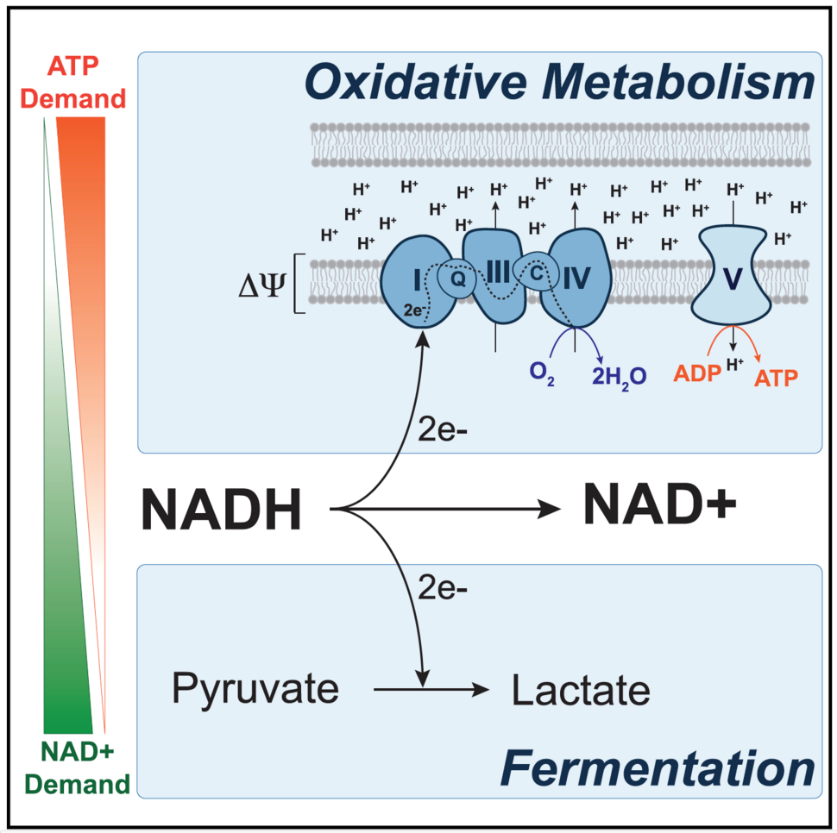 ATP
Demand
Oxidative Metabolism
H⁺ H⁺ H⁺ H⁺ H⁺ H⁺ H⁺ H⁺ H⁺ H⁺ H⁺ H⁺
H⁺ H⁺ H⁺ H⁺ H⁺ H⁺ H⁺ H⁺
H⁺ H⁺ H⁺ H⁺ H⁺ H⁺ H⁺ H⁺
ΔΨ
I Q III C IV V
2e⁻
O₂ 2H₂O
ADP H⁺ ATP
2e-
NADH NAD+
2e-
Pyruvate Lactate
NAD+
Demand
Fermentation